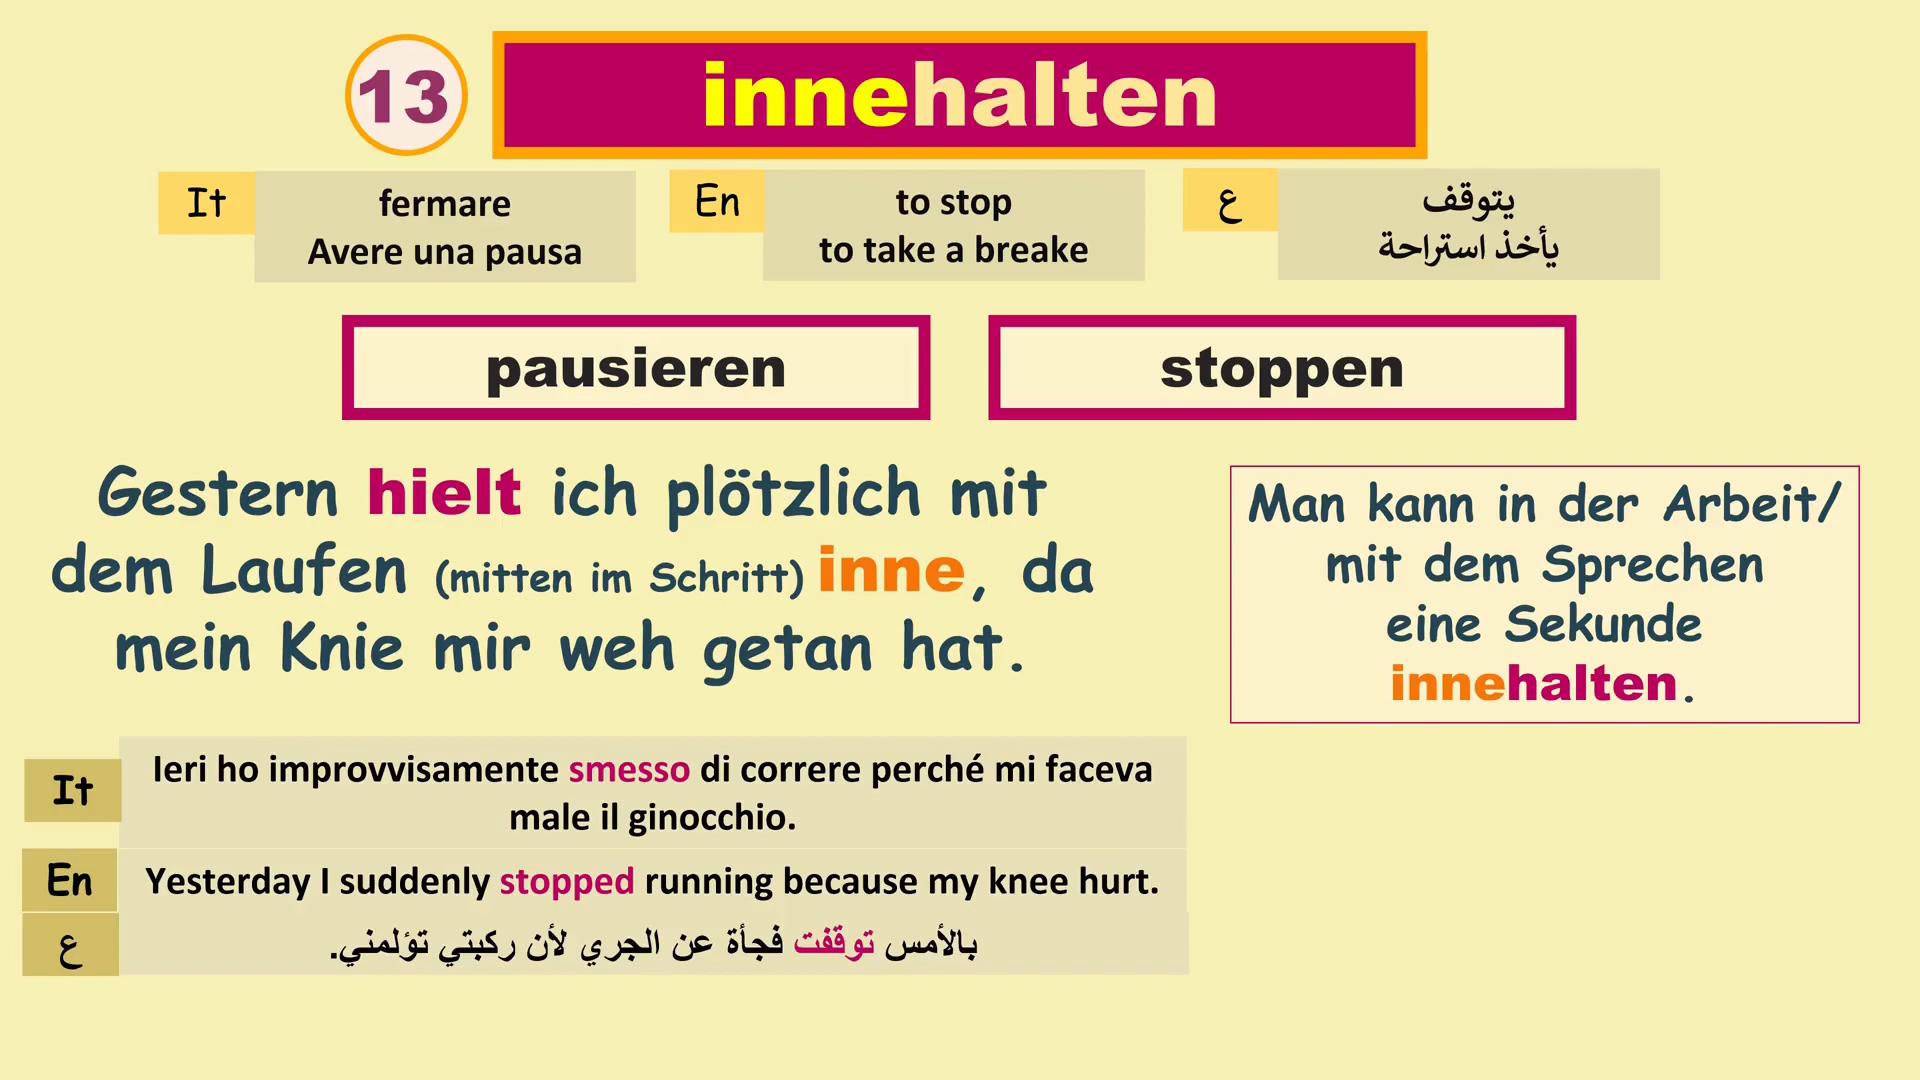 13
innehalten
It
fermare
Avere una pausa
En
to stop
to take a breake
ع
يتوقف
يأخذ استراحة
pausieren
stoppen
Gestern hielt ich plötzlich mit
dem Laufen (mitten im Schritt) inne, da
mein Knie mir weh getan hat.
Man kann in der Arbeit/
mit dem Sprechen
eine Sekunde
innehalten.
It
Ieri ho improvvisamente smesso di correre perché mi faceva
male il ginocchio.
En
Yesterday I suddenly stopped running because my knee hurt.
ع
بالأمس توقفت فجأة عن الجري لأن ركبتي تؤلمني.